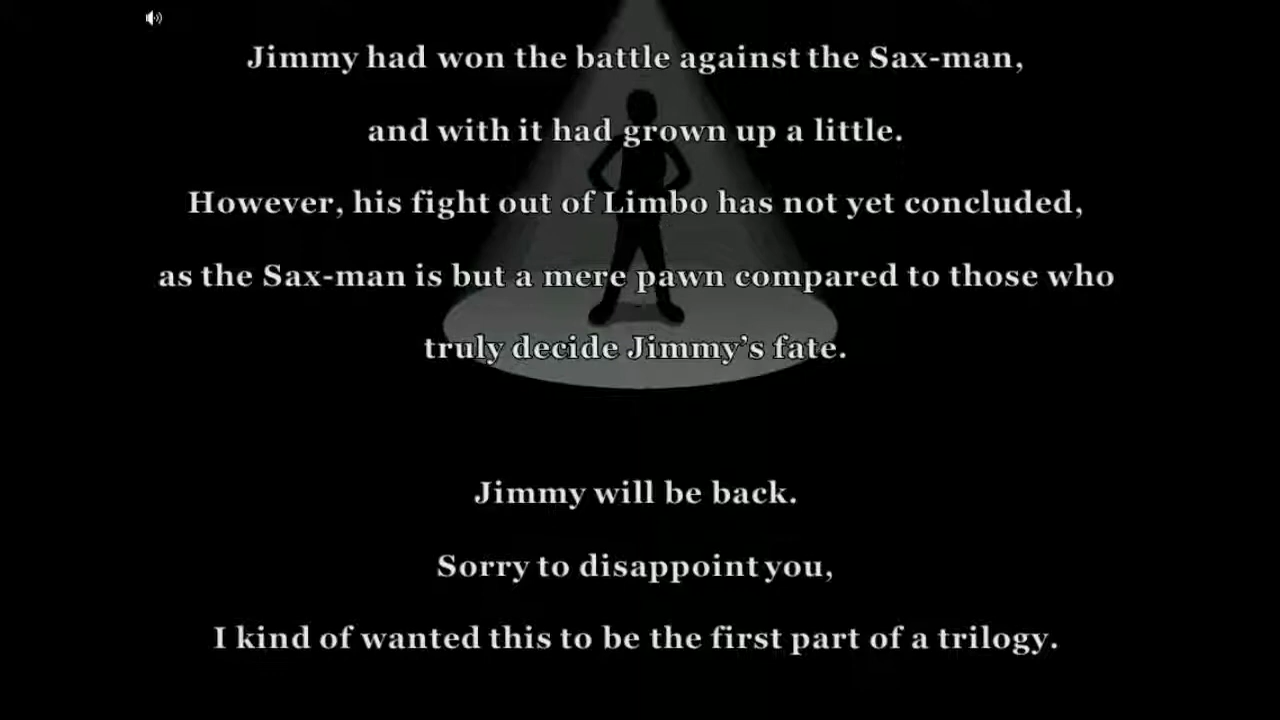 Jimmy had won the battle against the Sax-man,
and with it had grown up a little.
However, his fight out of Limbo has not yet concluded,
as the Sax-man is but a mere pawn compared to those who
truly decide Jimmy’s fate.
Jimmy will be back.
Sorry to disappoint you,
I kind of wanted this to be the first part of a trilogy.